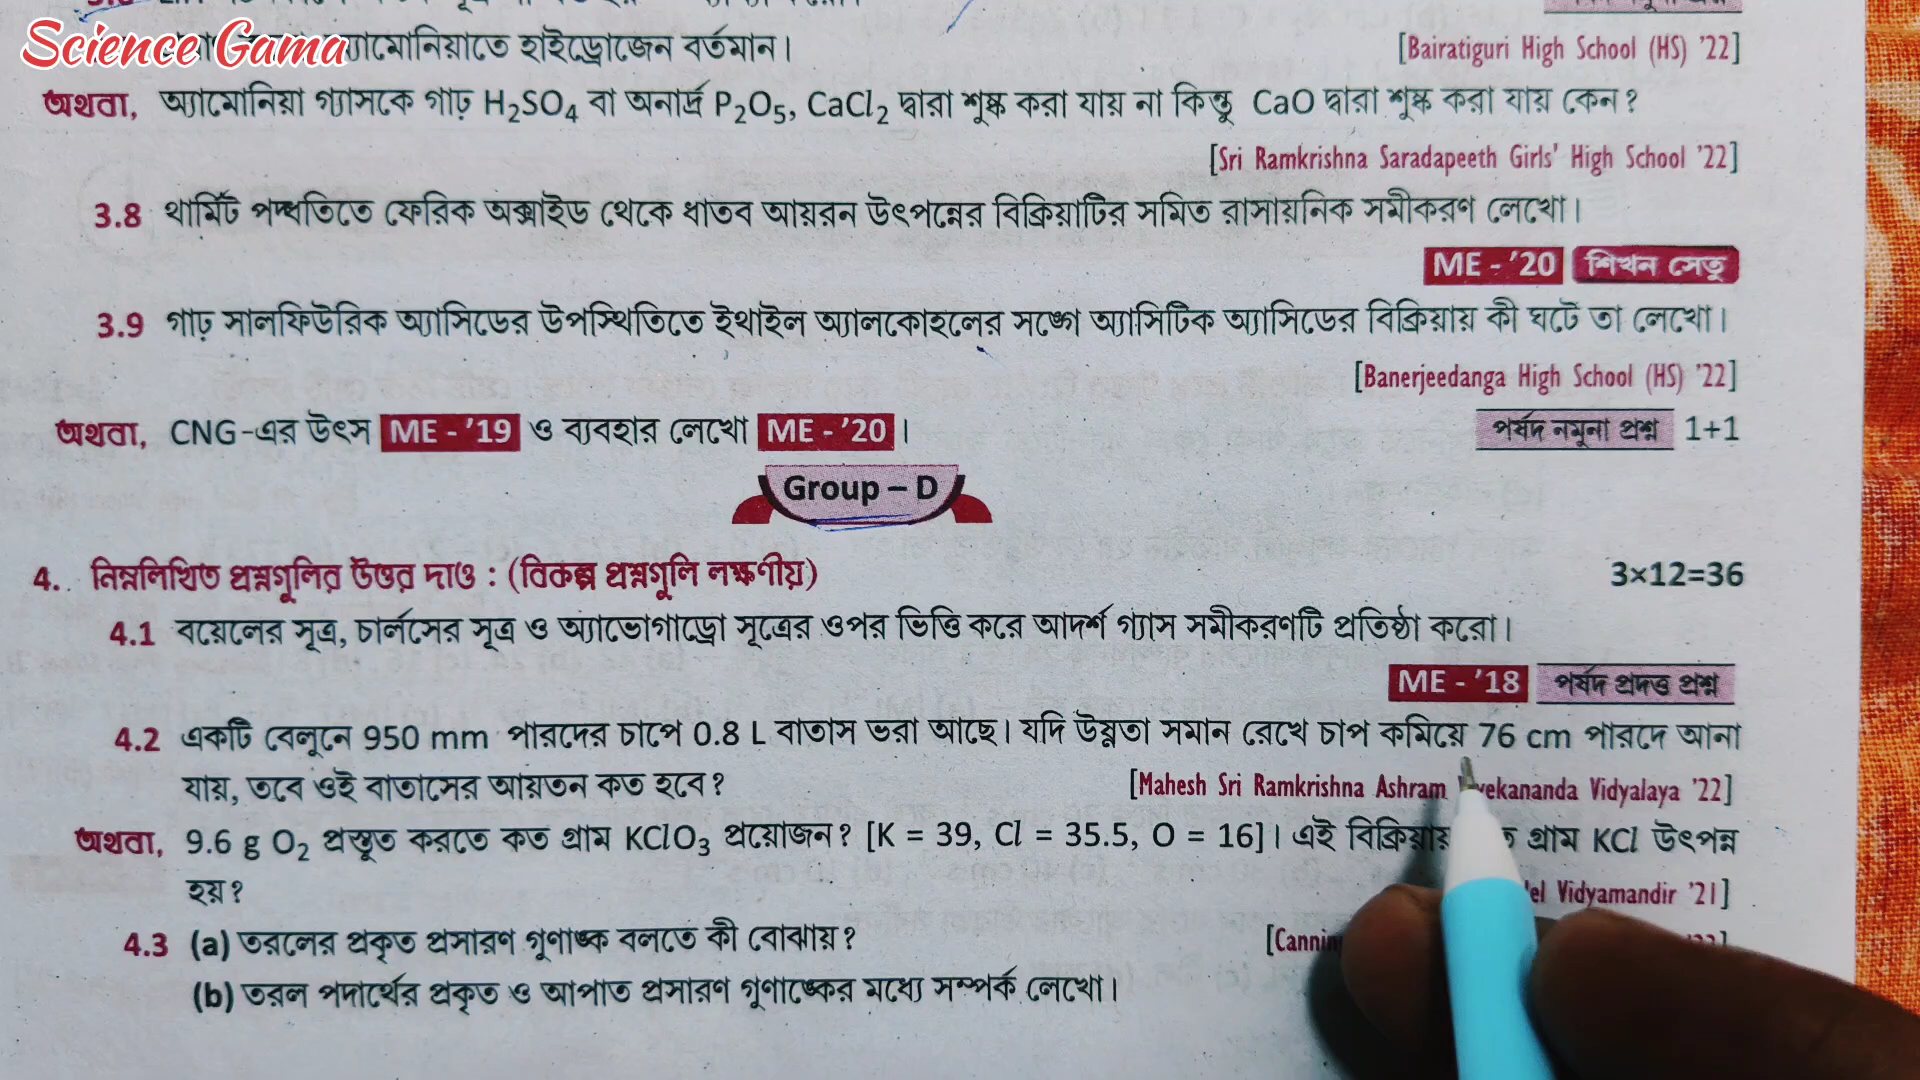 Science Gama
অ্যামোনিয়াতে হাইড্রোজেন বর্তমান।
[Bairatiguri High School (HS) '22]
অথবা, অ্যামোনিয়া গ্যাসকে গাঢ় H₂SO₄ বা অনার্দ্র P₂O₅, CaCl₂ দ্বারা শুষ্ক করা যায় না কিন্তু CaO দ্বারা শুষ্ক করা যায় কেন?
[Sri Ramkrishna Saradapeeth Girls' High School '22]
3.8 থার্মিট পদ্ধতিতে ফেরিক অক্সাইড থেকে ধাতব আয়রন উৎপন্নের বিক্রিয়াটির সমিত রাসায়নিক সমীকরণ লেখো।
ME - '20 শিখন সেতু
3.9 গাঢ় সালফিউরিক অ্যাসিডের উপস্থিতিতে ইথাইল অ্যালকোহলের সঙ্গে অ্যাসিটিক অ্যাসিডের বিক্রিয়ায় কী ঘটে তা লেখো।
[Banerjeedanga High School (HS) '22]
অথবা, CNG-এর উৎস ME - '19 ও ব্যবহার লেখো ME - '20 । পর্ষদ নমুনা প্রশ্ন 1+1
Group – D
4. নিম্নলিখিত প্রশ্নগুলির উত্তর দাও : (বিকল্প প্রশ্নগুলি লক্ষণীয়) 3×12=36
4.1 বয়েলের সূত্র, চার্লসের সূত্র ও অ্যাভোগাড্রো সূত্রের ওপর ভিত্তি করে আদর্শ গ্যাস সমীকরণটি প্রতিষ্ঠা করো।
ME - '18 পর্ষদ প্রদত্ত প্রশ্ন
4.2 একটি বেলুনে 950 mm পারদের চাপে 0.8 L বাতাস ভরা আছে। যদি উষ্ণতা সমান রেখে চাপ কমিয়ে 76 cm পারদে আনা
যায়, তবে ওই বাতাসের আয়তন কত হবে? [Mahesh Sri Ramkrishna Ashram Vidyalaya '22]
অথবা, 9.6 g O₂ প্রস্তুত করতে কত গ্রাম KClO₃ প্রয়োজন? [K = 39, Cl = 35.5, O = 16]। এই বিক্রিয়ায় গ্রাম KCl উৎপন্ন
হয়? Vidyamandir '21]
4.3 (a) তরলের প্রকৃত প্রসারণ গুণাঙ্ক বলতে কী বোঝায়?
(b) তরল পদার্থের প্রকৃত ও আপাত প্রসারণ গুণাঙ্কের মধ্যে সম্পর্ক লেখো।